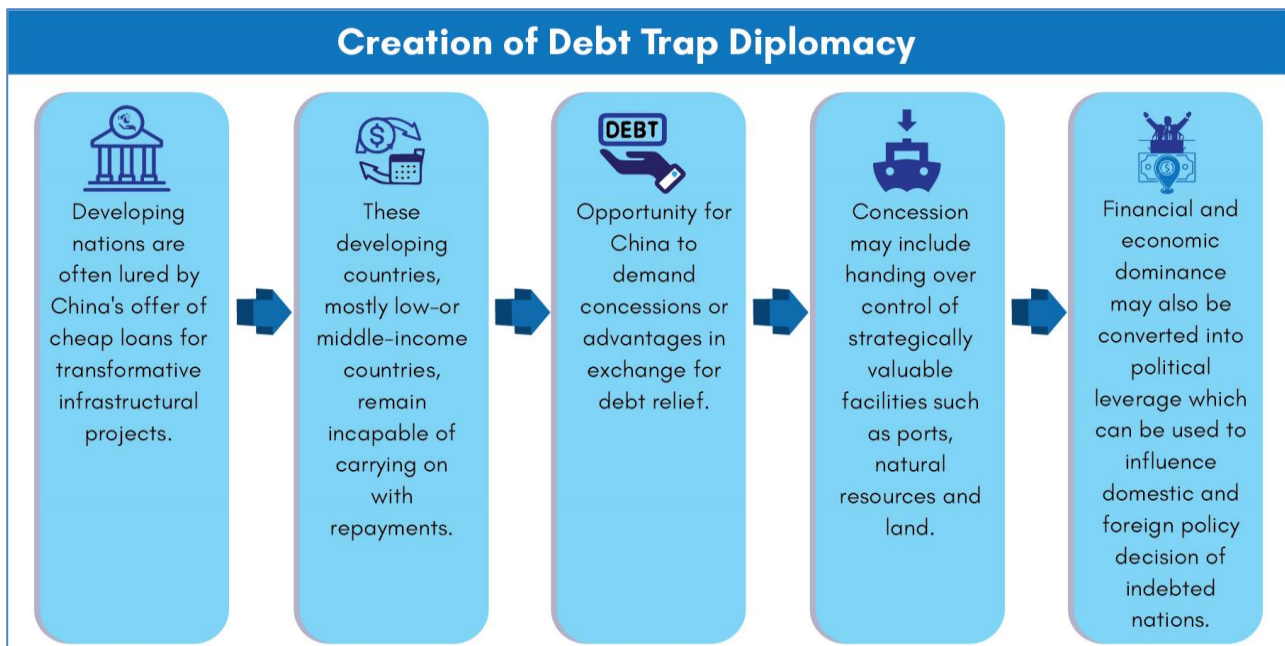 Creation of Debt Trap Diplomacy
Developing
nations are
often lured by
China's offer of
cheap loans for
transformative
infrastructural
projects.
$
These
developing
countries,
mostly low-or
middle-income
countries,
remain
incapable of
carrying on
with
repayments.
DEBT
Opportunity for
China to
demand
concessions or
advantages in
exchange for
debt relief.
Concession
may include
handing over
control of
strategically
valuable
facilities such
as ports,
natural
resources and
land.
$
Financial and
economic
dominance
may also be
converted into
political
leverage which
can be used to
influence
domestic and
foreign policy
decision of
indebted
nations.